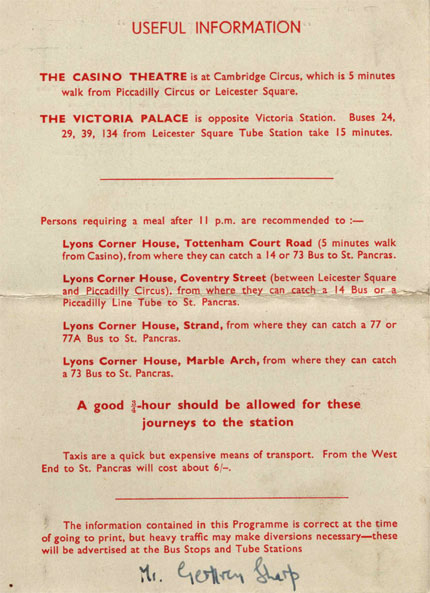 USEFUL INFORMATION
THE CASINO THEATRE is at Cambridge Circus, which is 5 minutes
walk from Piccadilly Circus or Leicester Square.
THE VICTORIA PALACE is opposite Victoria Station. Buses 24,
29, 39, 134 from Leicester Square Tube Station take 15 minutes.
Persons requiring a meal after 11 p.m. are recommended to :—
Lyons Corner House, Tottenham Court Road (5 minutes walk
from Casino), from where they can catch a 14 or 73 Bus to St. Pancras.
Lyons Corner House, Coventry Street (between Leicester Square
and Piccadilly Circus), from where they can catch a 14 Bus or a
Piccadilly Line Tube to St. Pancras.
Lyons Corner House, Strand, from where they can catch a 77 or
77A Bus to St. Pancras.
Lyons Corner House, Marble Arch, from where they can catch
a 73 Bus to St. Pancras.
A good ¾-hour should be allowed for these
journeys to the station
Taxis are a quick but expensive means of transport. From the West
End to St. Pancras will cost about 6/-.
The information contained in this Programme is correct at the time
of going to print, but heavy traffic may make diversions necessary—these
will be advertised at the Bus Stops and Tube Stations
Mr. Geoffrey Sharp